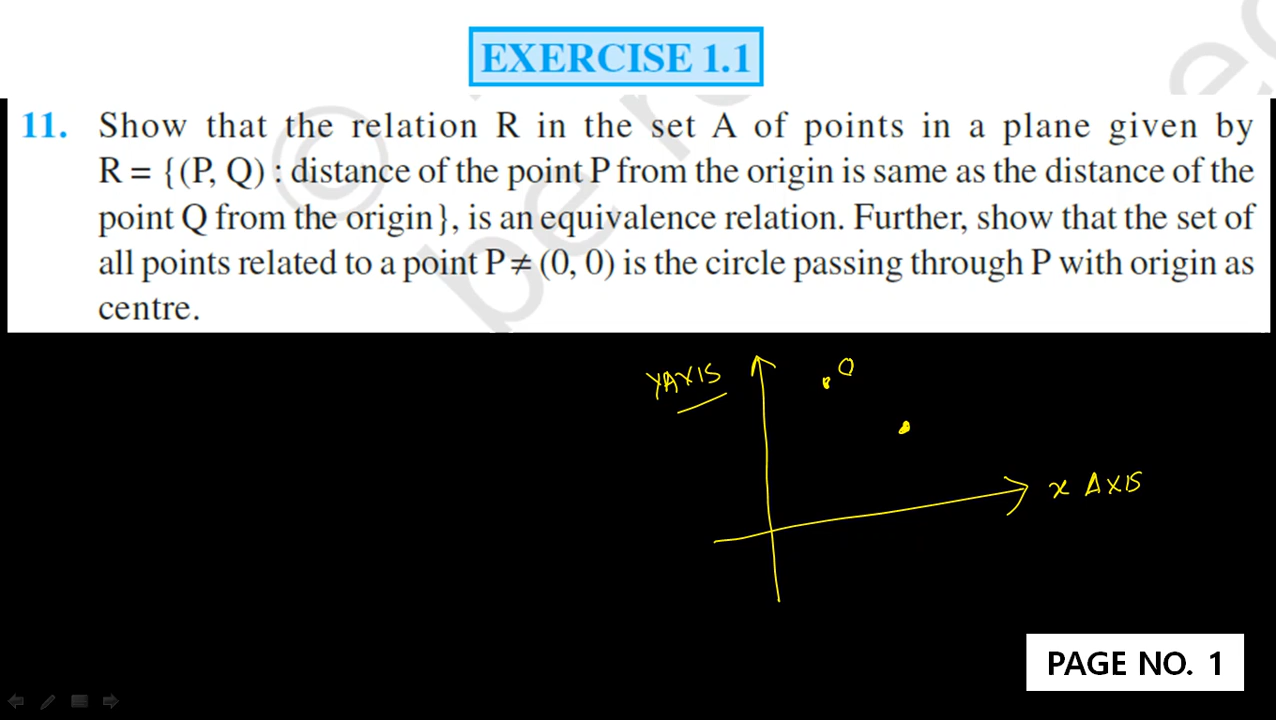 EXERCISE 1.1
11. Show that the relation R in the set A of points in a plane given by
R = {(P, Q) : distance of the point P from the origin is same as the distance of the
point Q from the origin}, is an equivalence relation. Further, show that the set of
all points related to a point P ≠ (0, 0) is the circle passing through P with origin as
centre.
YAXIS
x AXIS
PAGE NO. 1